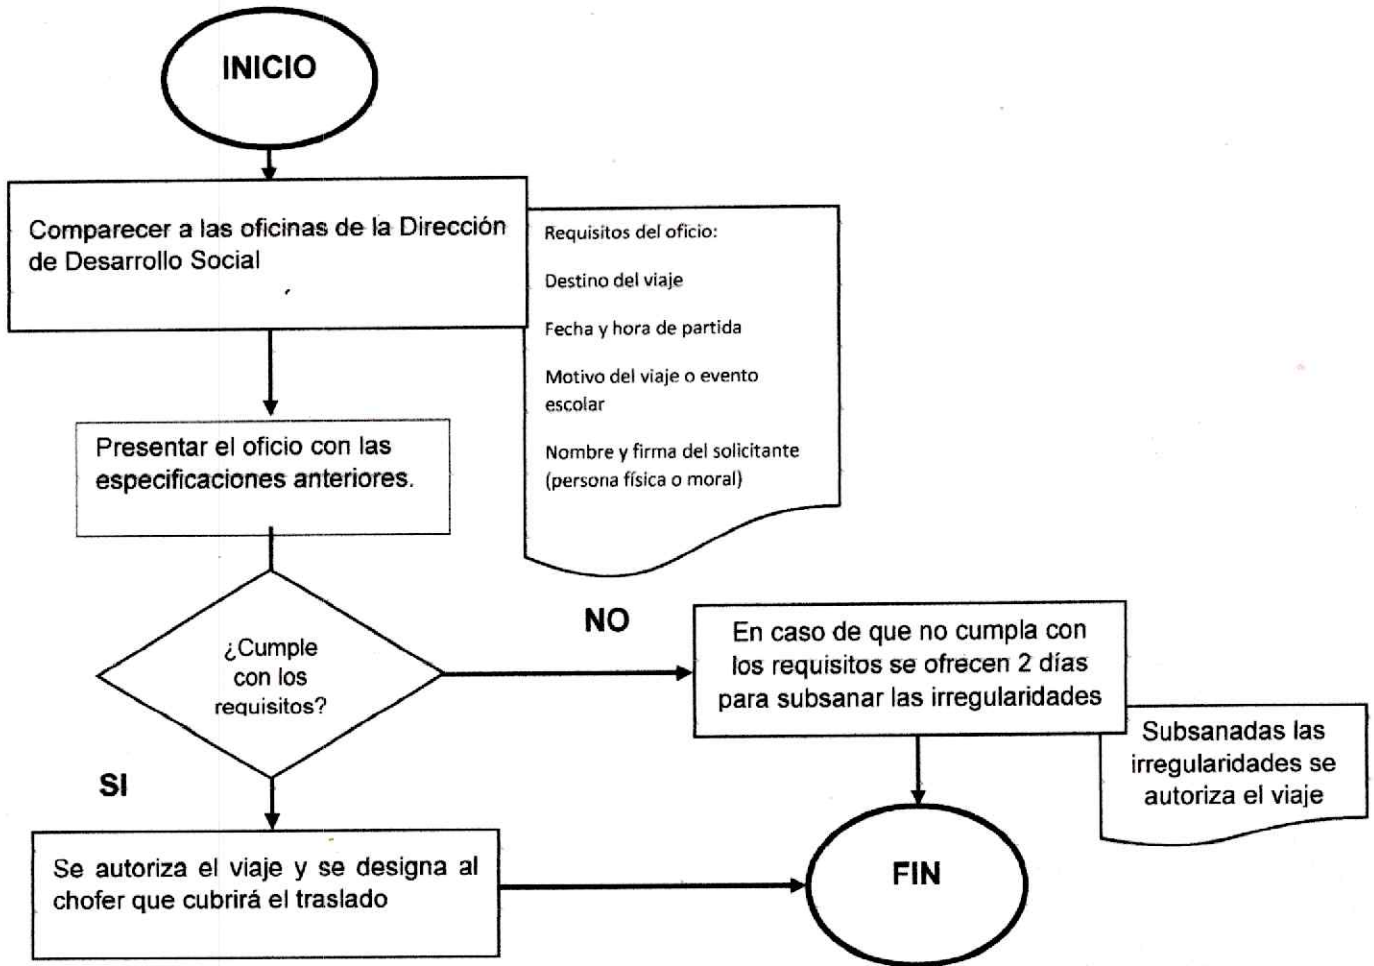 INICIO
Comparecer a las oficinas de la Dirección
de Desarrollo Social
Requisitos del oficio:
Destino del viaje
Fecha y hora de partida
Motivo del viaje o evento
escolar
Nombre y firma del solicitante
(persona física o moral)
Presentar el oficio con las
especificaciones anteriores.
¿Cumple
con los
requisitos?
NO
En caso de que no cumpla con
los requisitos se ofrecen 2 días
para subsanar las irregularidades
Subsanadas las
irregularidades se
autoriza el viaje
SI
Se autoriza el viaje y se designa al
chofer que cubrirá el traslado
FIN